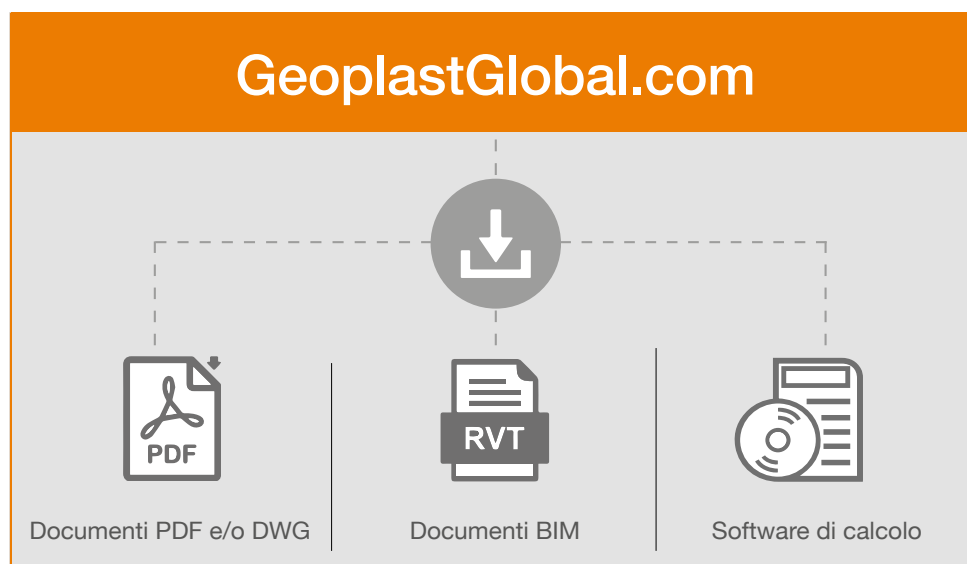 GeoplastGlobal.com
PDF
RVT
Documenti PDF e/o DWG
Documenti BIM
Software di calcolo